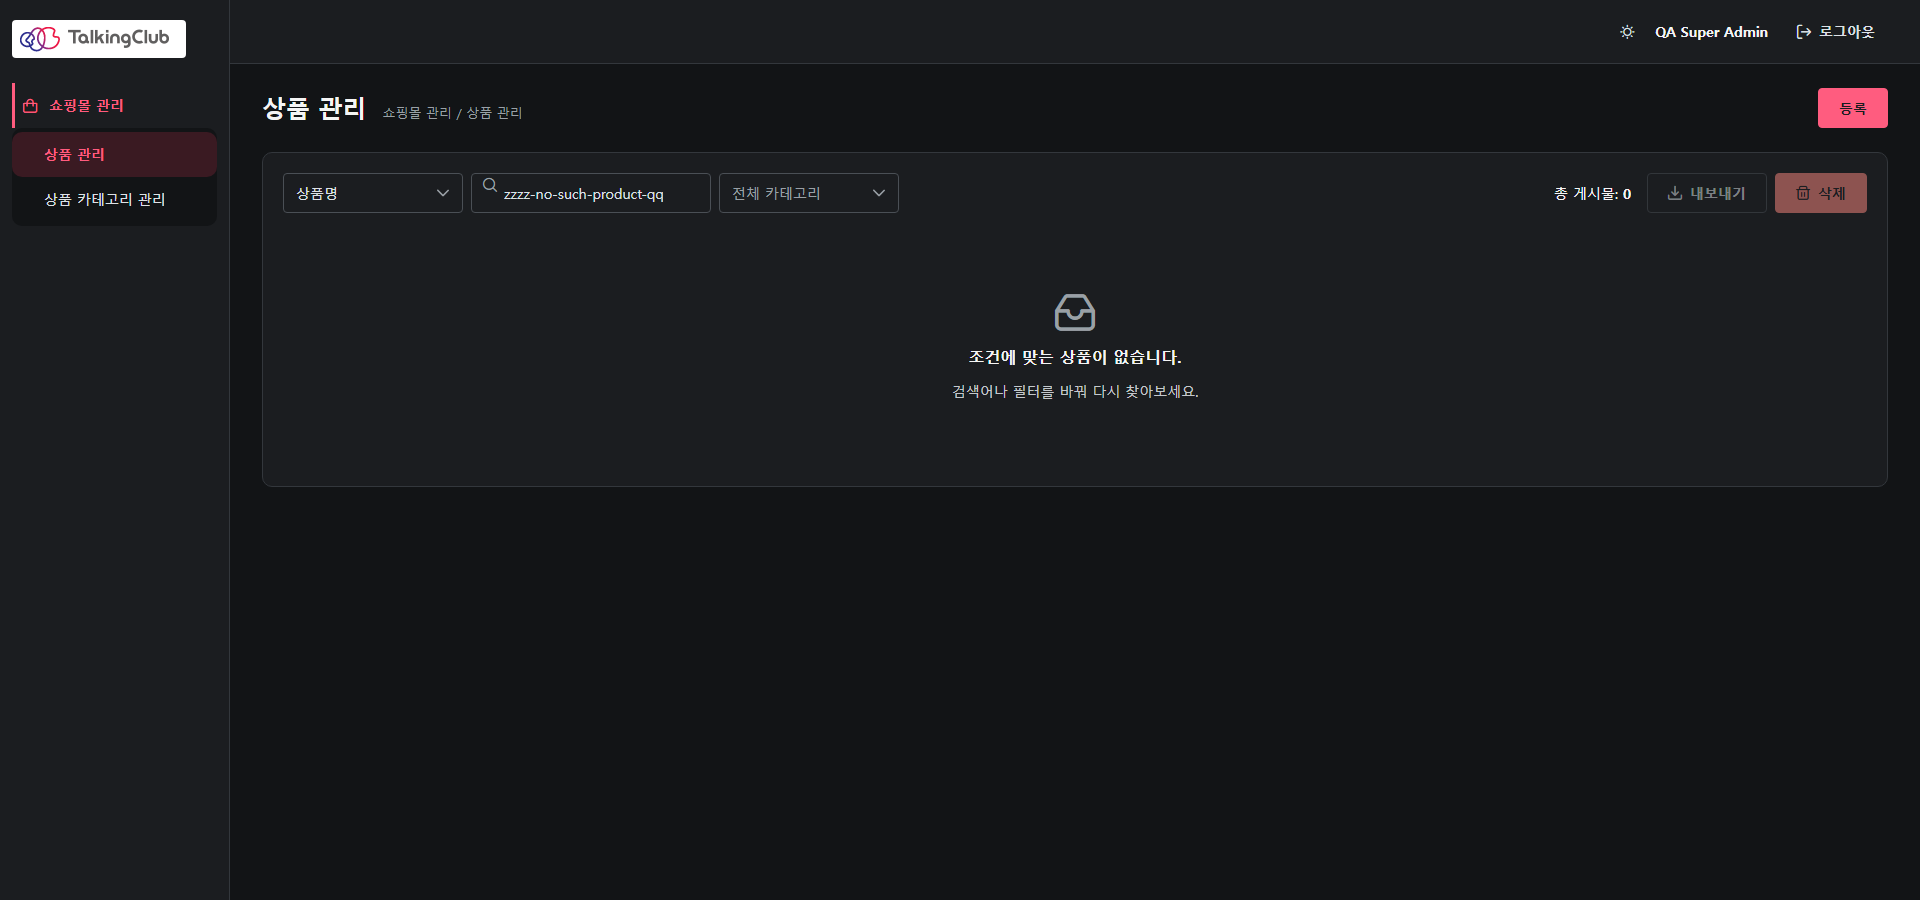 TalkingClub
QA Super Admin
로그아웃
쇼핑몰 관리
상품 관리
상품 카테고리 관리
상품 관리
쇼핑몰 관리 / 상품 관리
등록
상품명
zzzz-no-such-product-qq
전체 카테고리
총 게시물: 0
내보내기
삭제
조건에 맞는 상품이 없습니다.
검색어나 필터를 바꿔 다시 찾아보세요.